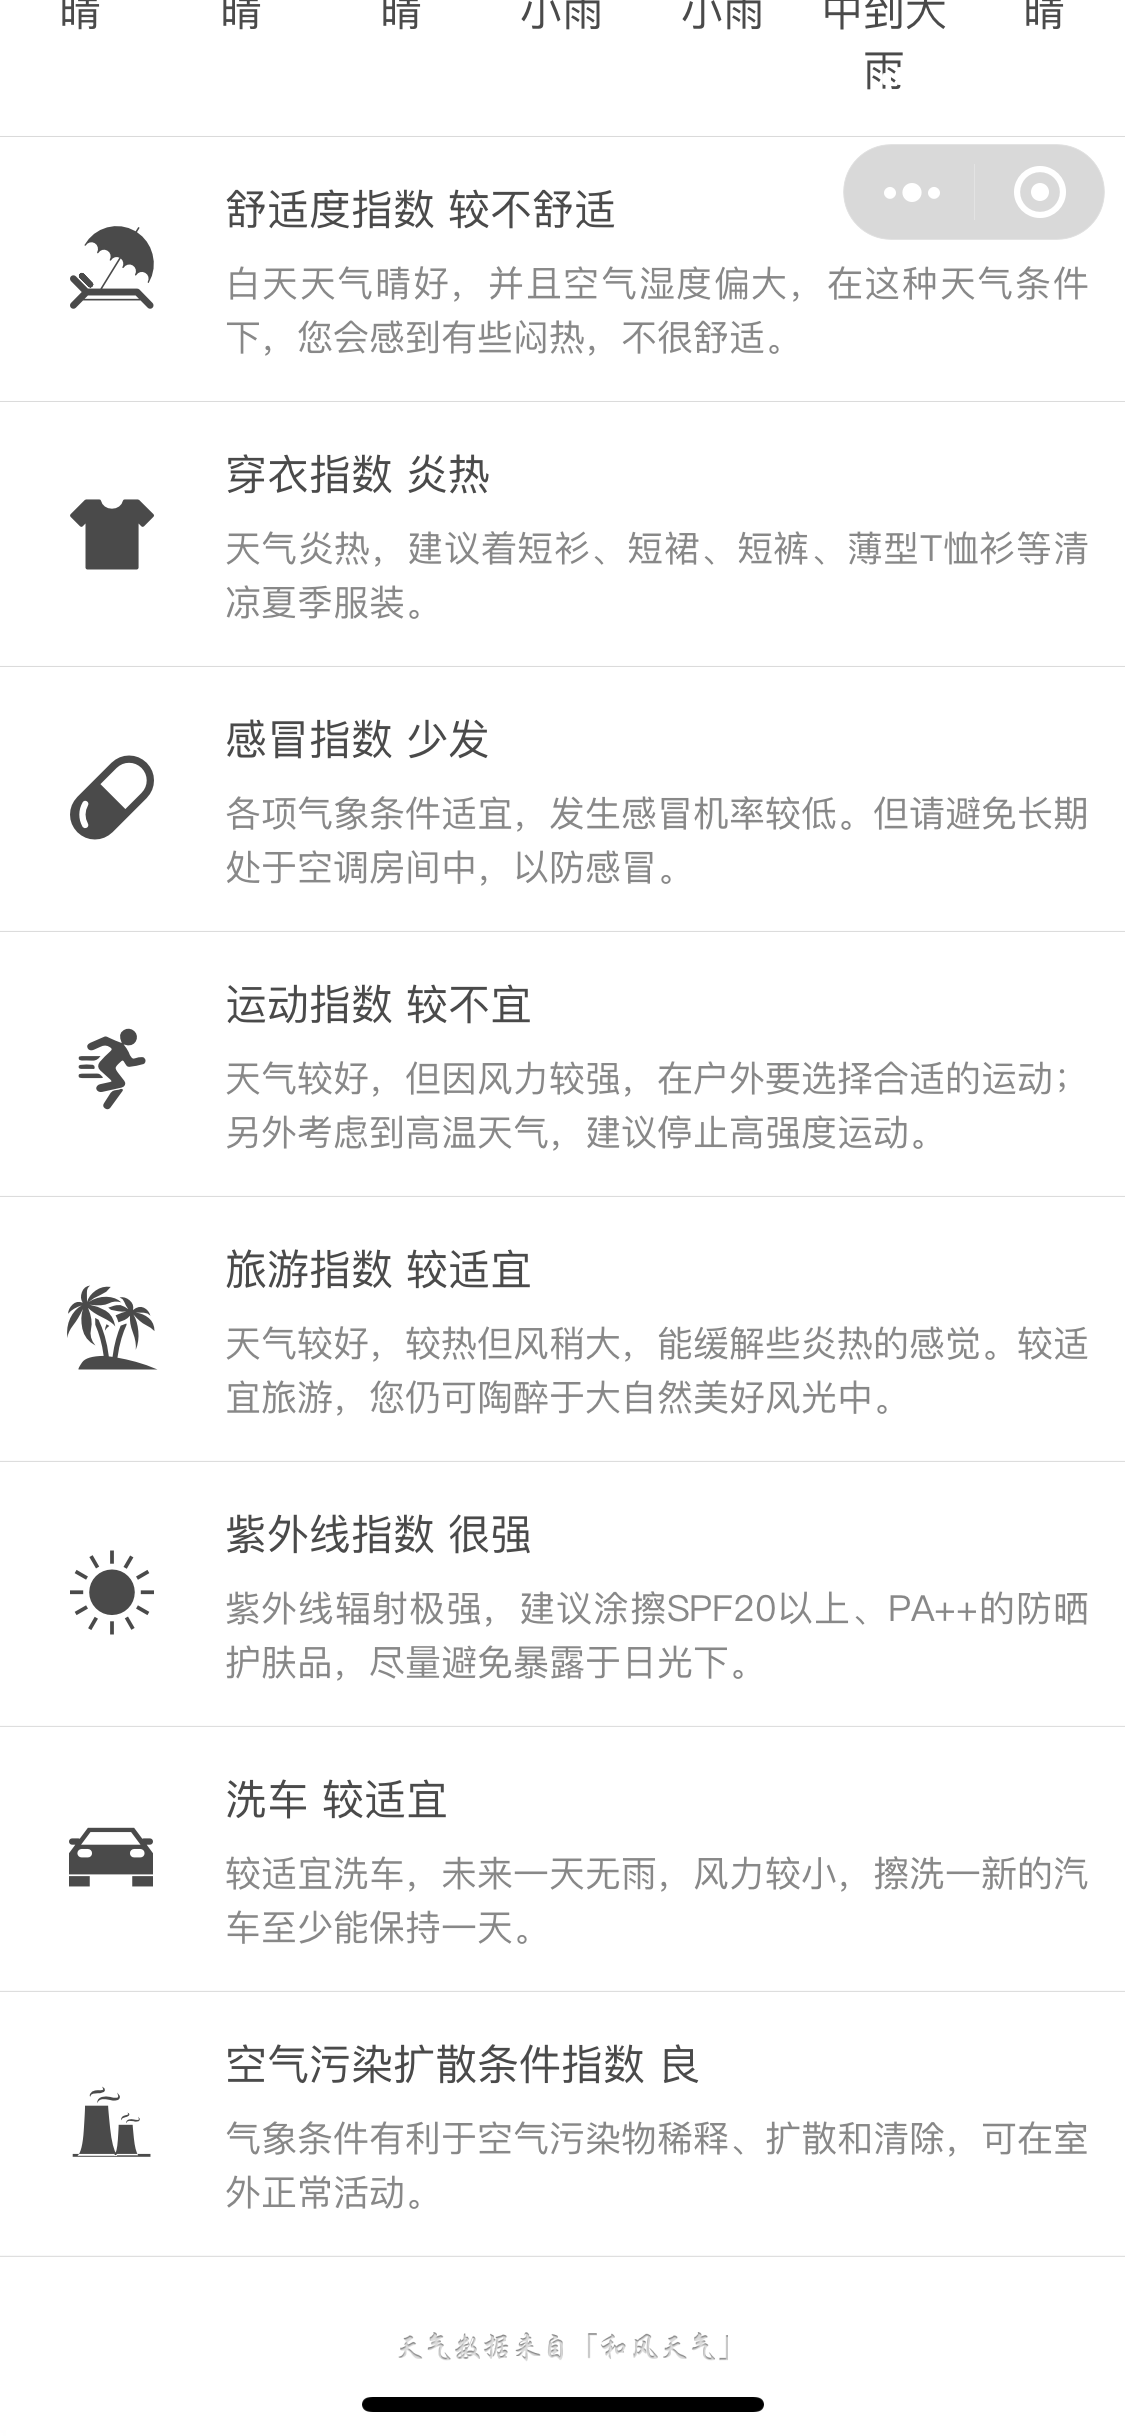 晴 晴 晴 小雨 小雨 中到大 晴
雨
舒适度指数 较不舒适
白天天气晴好，并且空气湿度偏大，在这种天气条件
下，您会感到有些闷热，不很舒适。
穿衣指数 炎热
天气炎热，建议着短衫、短裙、短裤、薄型T恤衫等清
凉夏季服装。
感冒指数 少发
各项气象条件适宜，发生感冒机率较低。但请避免长期
处于空调房间中，以防感冒。
运动指数 较不宜
天气较好，但因风力较强，在户外要选择合适的运动；
另外考虑到高温天气，建议停止高强度运动。
旅游指数 较适宜
天气较好，较热但风稍大，能缓解些炎热的感觉。较适
宜旅游，您仍可陶醉于大自然美好风光中。
紫外线指数 很强
紫外线辐射极强，建议涂擦SPF20以上、PA++的防晒
护肤品，尽量避免暴露于日光下。
洗车 较适宜
较适宜洗车，未来一天无雨，风力较小，擦洗一新的汽
车至少能保持一天。
空气污染扩散条件指数 良
气象条件有利于空气污染物稀释、扩散和清除，可在室
外正常活动。
天气数据来自「和风天气」